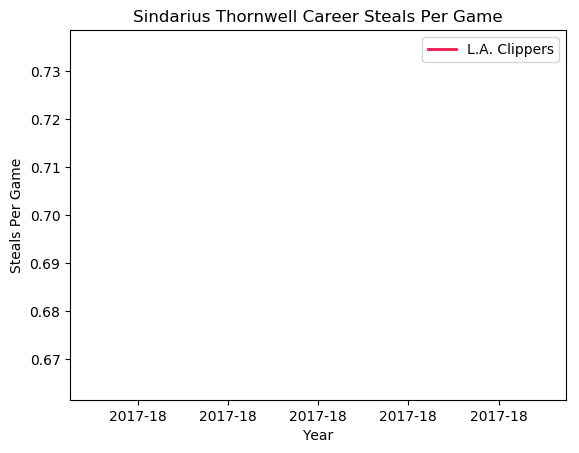 Sindarius Thornwell Career Steals Per Game
L.A. Clippers
Steals Per Game
0.73
0.72
0.71
0.70
0.69
0.68
0.67
2017-18 2017-18 2017-18 2017-18 2017-18
Year